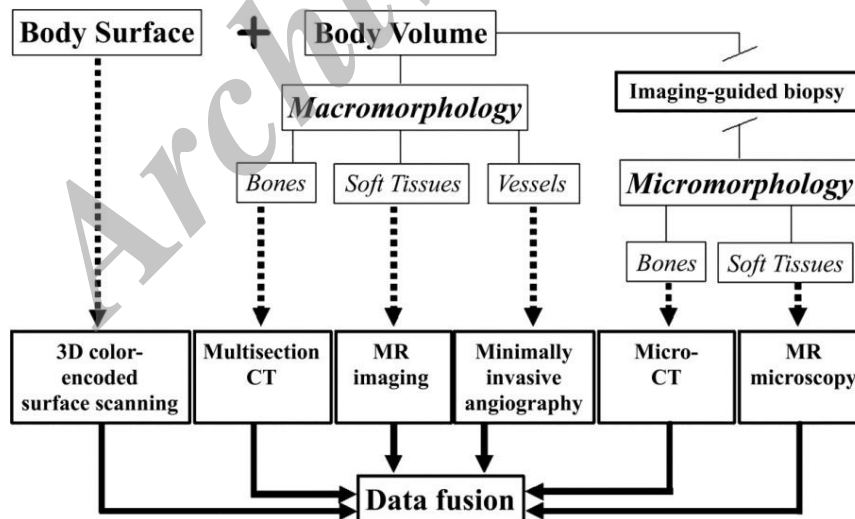 Body Surface + Body Volume
Imaging-guided biopsy
Macromorphology
Bones Soft Tissues Vessels
Micromorphology
Bones Soft Tissues
3D color-
encoded
surface scanning
Multisection
CT
MR
imaging
Minimally
invasive
angiography
Micro-
CT
MR
microscopy
Data fusion